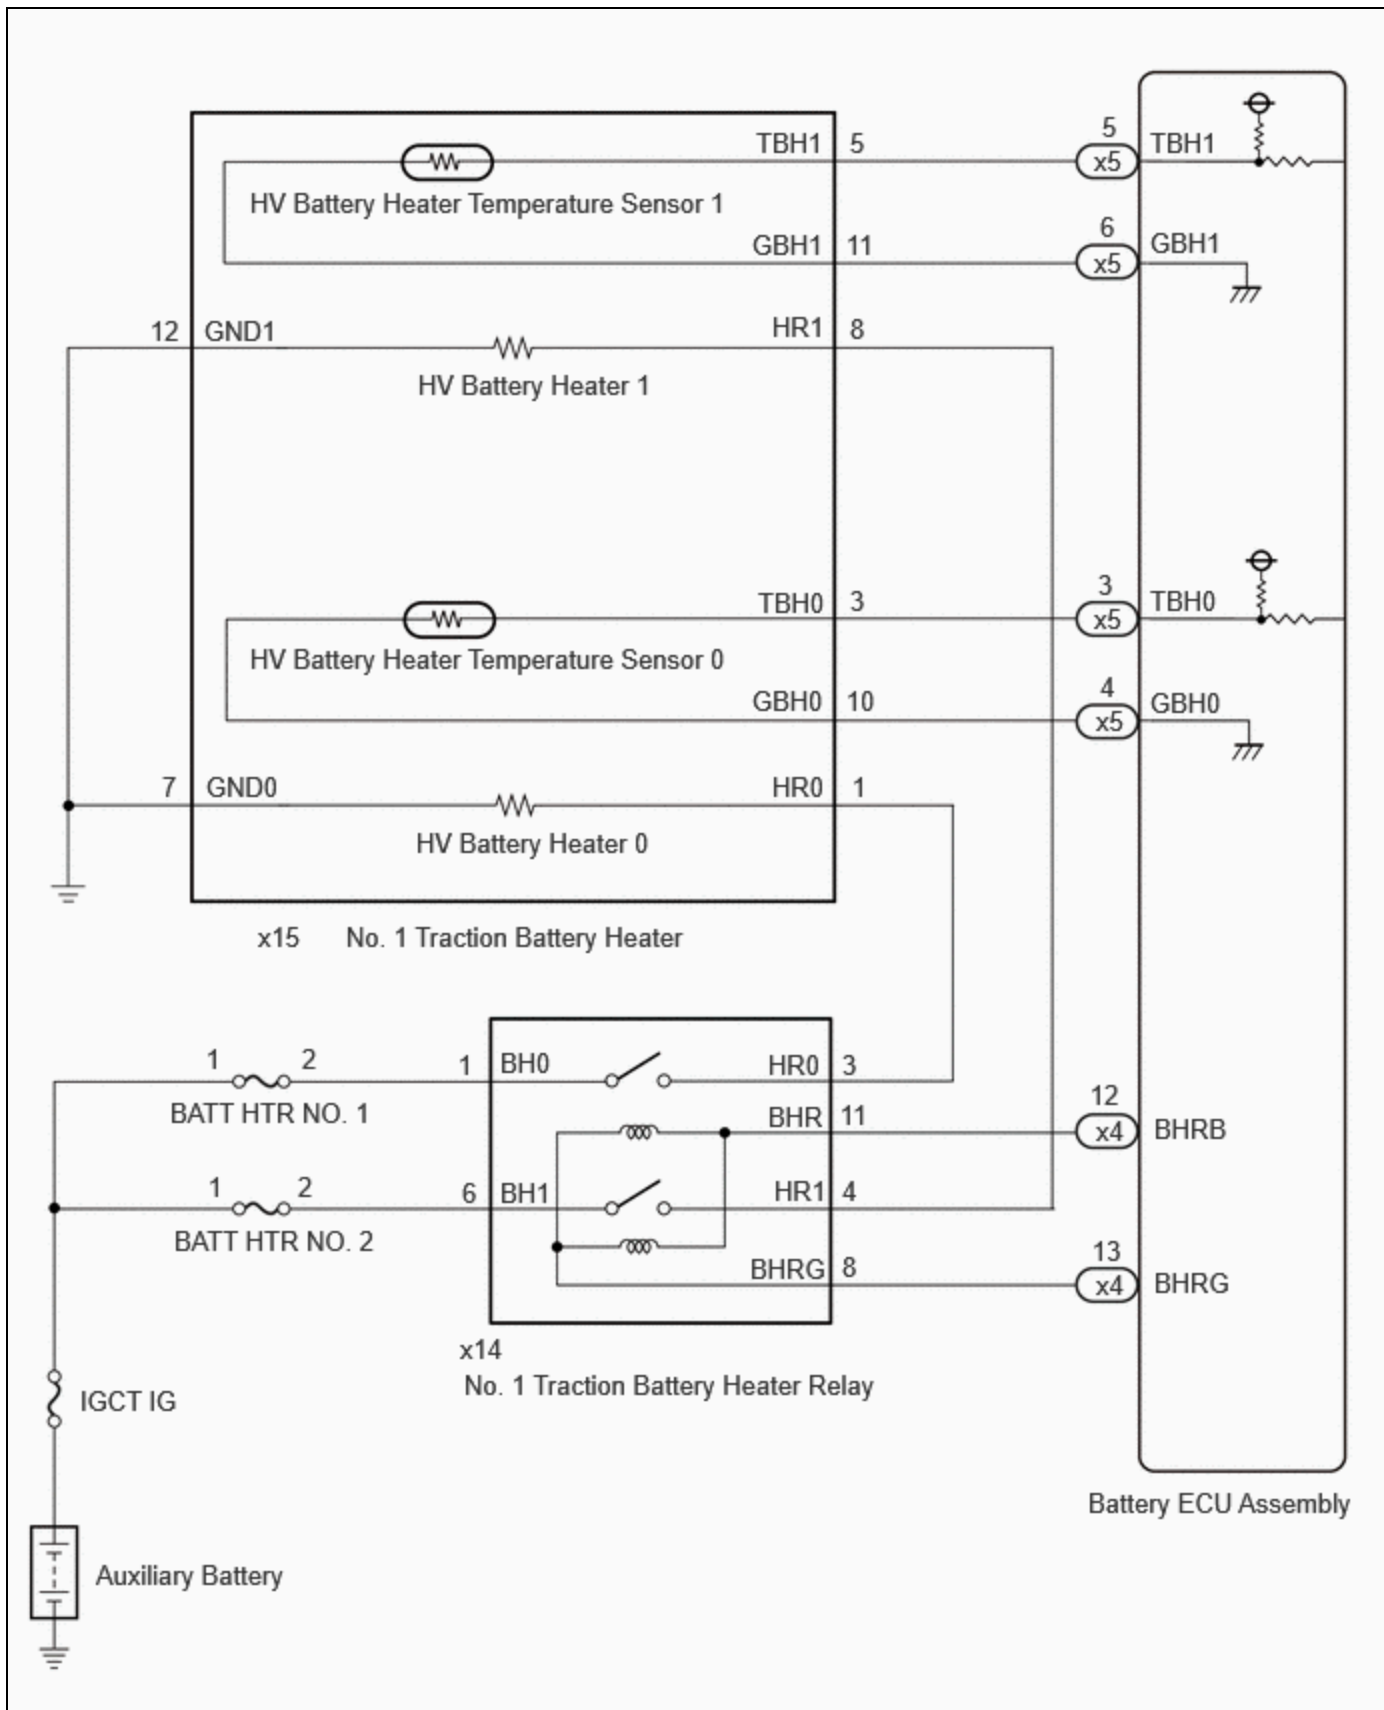 5
TBH1 5 x5 TBH1
HV Battery Heater Temperature Sensor 1
6
GBH1 11 x5 GBH1
12 GND1 HR1 8
HV Battery Heater 1
3
TBH0 3 x5 TBH0
HV Battery Heater Temperature Sensor 0
4
GBH0 10 x5 GBH0
7 GND0 HR0 1
HV Battery Heater 0
x15 No. 1 Traction Battery Heater
1 2 1 BH0 HR0 3
BATT HTR NO. 1
12
BHR 11 x4 BHRB
1 2 6 BH1 HR1 4
BATT HTR NO. 2
13
BHRG 8 x4 BHRG
x14
No. 1 Traction Battery Heater Relay
IGCT IG
Battery ECU Assembly
Auxiliary Battery